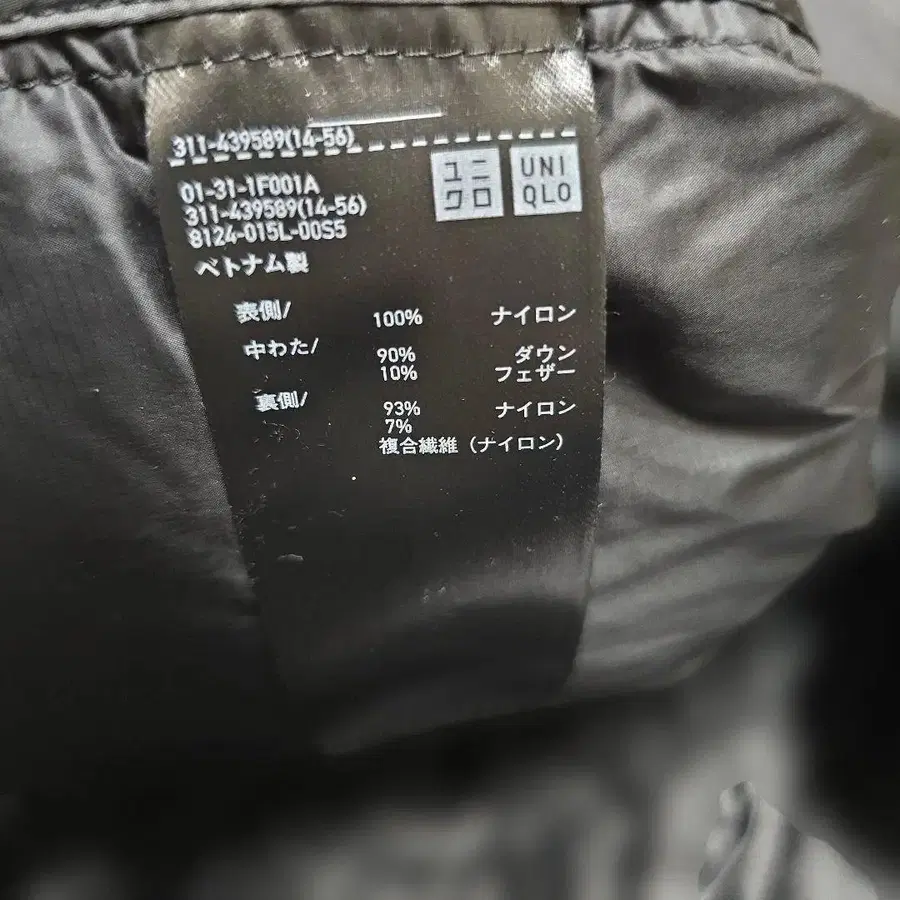 311-439589(14-56)
ユニ
クロ
UNI
QLO
01-31-1F001A
311-439589(14-56)
8124-015L-00S5
ベトナム製
表側/ 100% ナイロン
中わた/ 90% ダウン
10% フェザー
裏側/ 93% ナイロン
7%
複合繊維(ナイロン)